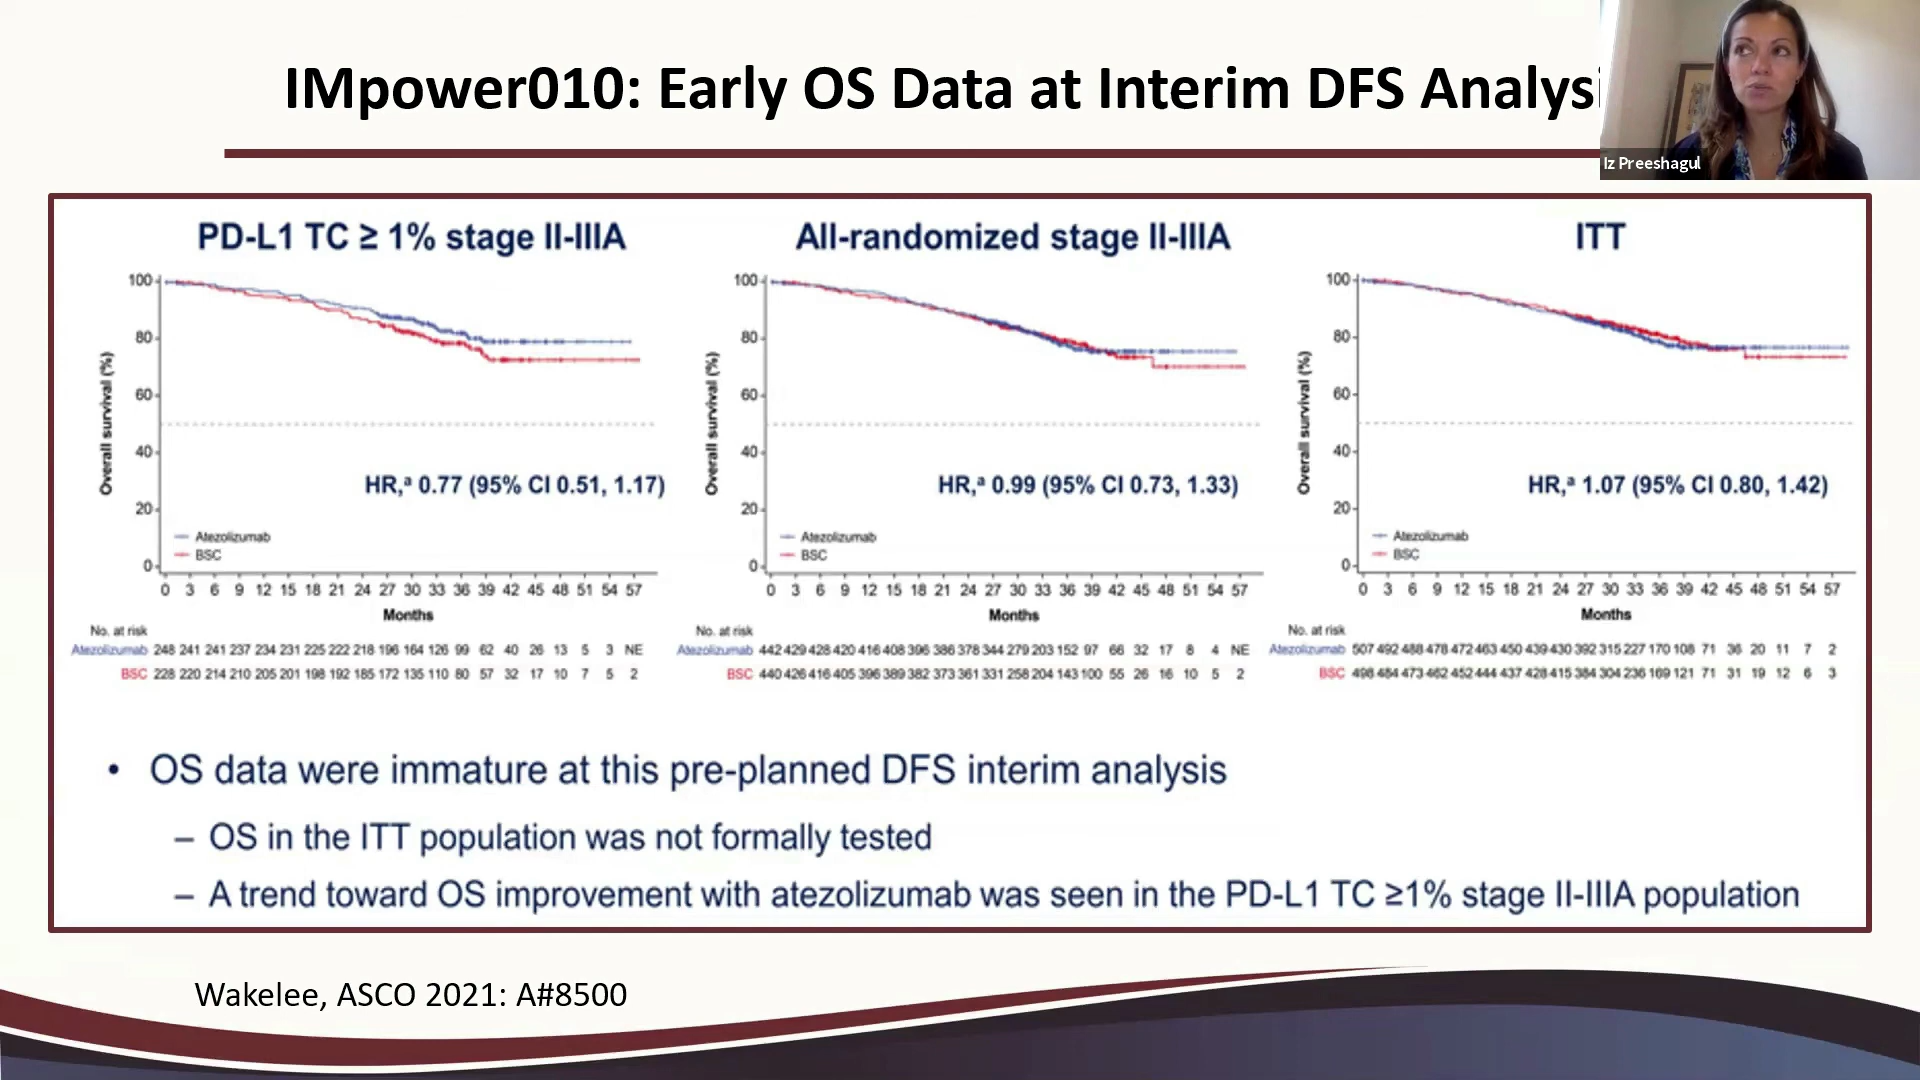 IMpower010: Early OS Data at Interim DFS Analysi
Iz Preeshagul
PD-L1 TC ≥ 1% stage II-IIIA
100
80
60
40
20
0
Overall survival (%)
HR,ª 0.77 (95% CI 0.51, 1.17)
Atezolizumab
BSC
0 3 6 9 12 15 18 21 24 27 30 33 36 39 42 45 48 51 54 57
Months
No. at risk
Atezolizumab 248 241 241 237 234 231 225 222 218 196 164 126 99 62 40 26 13 5 3 NE
BSC 228 220 214 210 205 201 198 192 185 172 135 110 80 57 32 17 10 7 5 2
All-randomized stage II-IIIA
100
80
60
40
20
0
Overall survival (%)
HR,ª 0.99 (95% CI 0.73, 1.33)
Atezolizumab
BSC
0 3 6 9 12 15 18 21 24 27 30 33 36 39 42 45 48 51 54 57
Months
No. at risk
Atezolizumab 442 429 428 420 416 408 396 386 378 344 279 203 152 97 66 32 17 8 4 NE
BSC 440 426 416 405 396 389 382 373 361 331 258 204 143 100 55 26 16 10 5 2
ITT
100
80
60
40
20
0
Overall survival (%)
HR,ª 1.07 (95% CI 0.80, 1.42)
Atezolizumab
BSC
0 3 6 9 12 15 18 21 24 27 30 33 36 39 42 45 48 51 54 57
Months
No. at risk
Atezolizumab 507 492 488 478 472 463 450 439 430 392 315 227 170 108 71 36 20 11 7 2
BSC 498 484 473 462 452 444 437 428 415 384 304 236 169 121 71 31 19 12 6 3
• OS data were immature at this pre-planned DFS interim analysis
– OS in the ITT population was not formally tested
– A trend toward OS improvement with atezolizumab was seen in the PD-L1 TC ≥1% stage II-IIIA population
Wakelee, ASCO 2021: A#8500